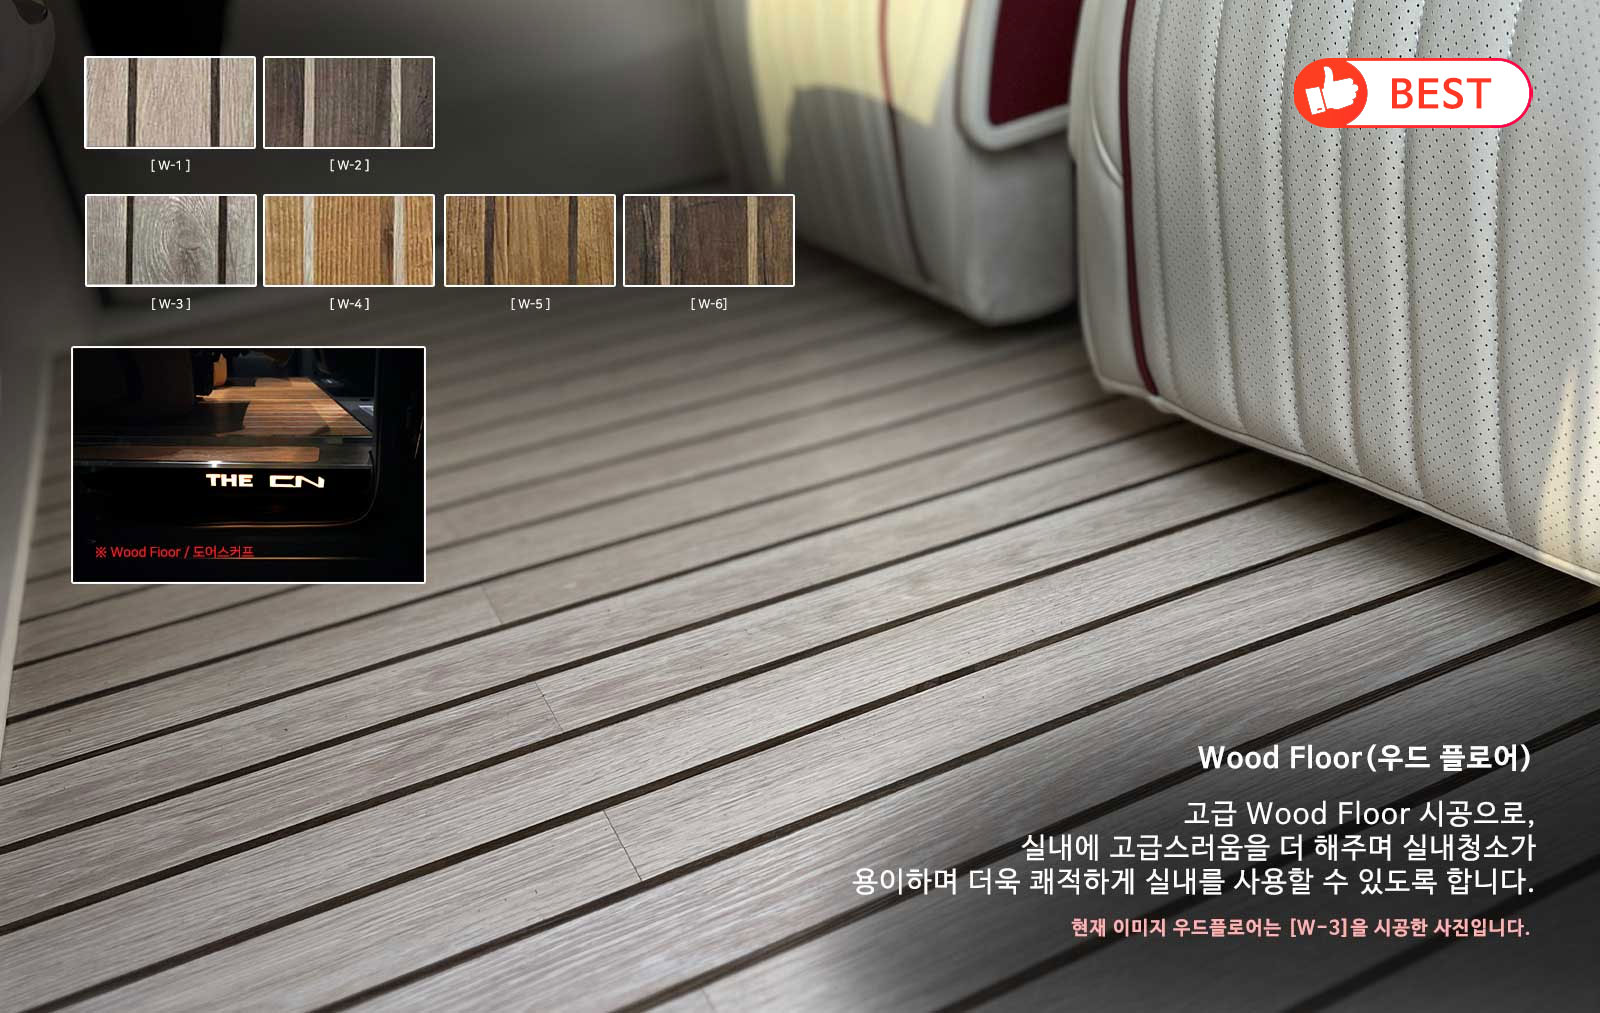 BEST
[ W-1 ]
[ W-2 ]
[ W-3 ]
[ W-4 ]
[ W-5 ]
[ W-6]
THE CN
※ Wood Floor / 도어스커프
Wood Floor(우드 플로어)
고급 Wood Floor 시공으로,
실내에 고급스러움을 더 해주며 실내청소가
용이하며 더욱 쾌적하게 실내를 사용할 수 있도록 합니다.
현재 이미지 우드플로어는 [W-3]을 시공한 사진입니다.